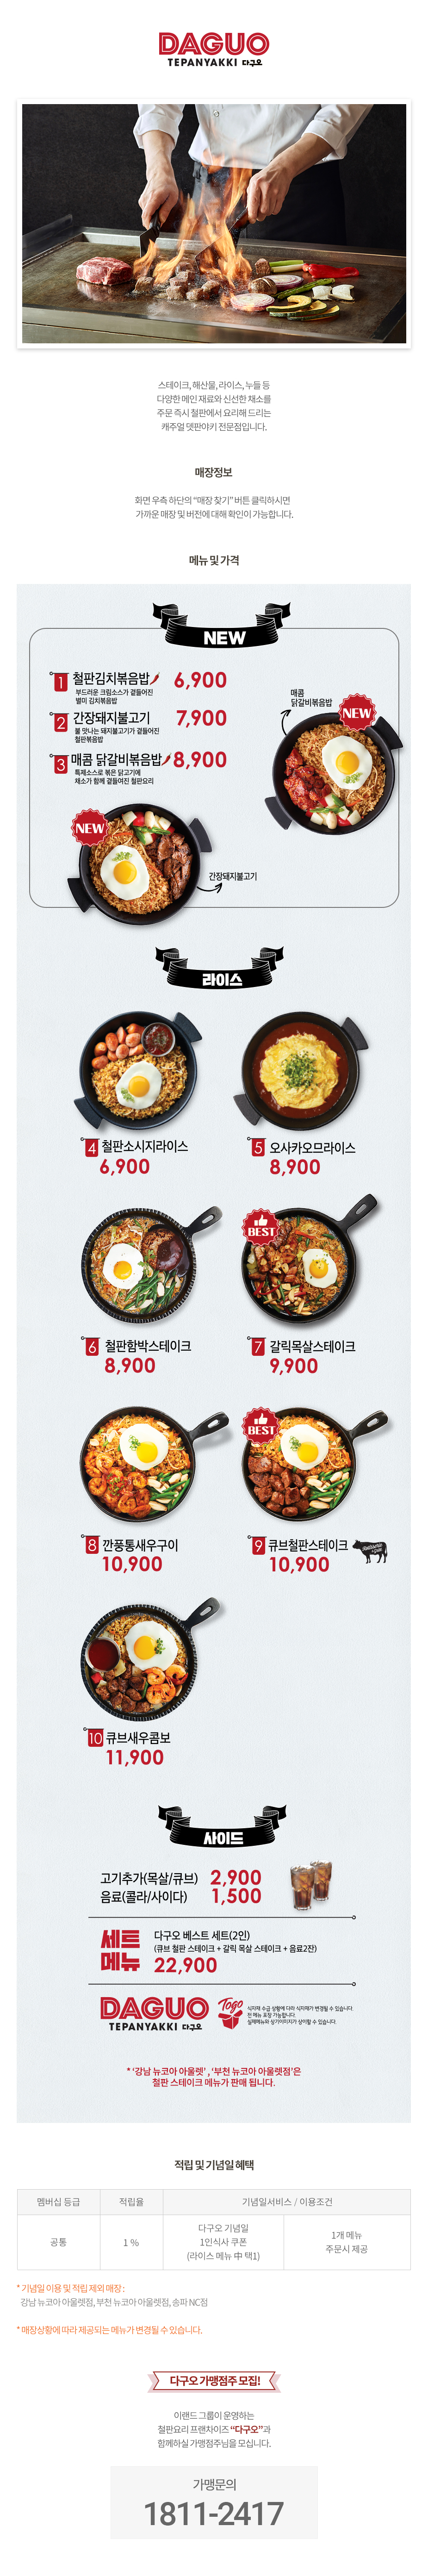 DAGUO
TEPANYAKKI 다구오
스테이크, 해산물, 라이스, 누들 등
다양한 메인 재료와 신선한 채소를
주문 즉시 철판에서 요리해 드리는
캐주얼 뎃판야키 전문점입니다.
매장정보
화면 우측 하단의 "매장 찾기" 버튼 클릭하시면
가까운 매장 및 버전에 대해 확인이 가능합니다.
메뉴 및 가격
NEW
1 철판김치볶음밥 6,900
부드러운 크림소스가 곁들어진
별미 김치볶음밥
2 간장돼지불고기 7,900
불 맛나는 돼지불고기가 곁들어진
철판볶음밥
3 매콤 닭갈비볶음밥 8,900
특제소스로 볶은 닭고기에
채소가 함께 곁들여진 철판요리
매콤
닭갈비볶음밥
NEW
NEW
간장돼지불고기
라이스
4 철판소시지라이스
6,900
5 오사카오므라이스
8,900
BEST
6 철판함박스테이크
8,900
7 갈릭목살스테이크
9,900
BEST
8 깐풍통새우구이
10,900
9 큐브철판스테이크
10,900
10 큐브새우콤보
11,900
사이드
고기추가(목살/큐브) 2,900
음료(콜라/사이다) 1,500
세트
메뉴
다구오 베스트 세트(2인)
(큐브 철판 스테이크 + 갈릭 목살 스테이크 + 음료2잔)
22,900
DAGUO
TEPANYAKKI 다구오
Togo
식자재 수급 상황에 따라 식자재가 변경될 수 있습니다.
전 메뉴 포장 가능합니다.
실제메뉴와 상기이미지가 상이할 수 있습니다.
* '강남 뉴코아 아울렛' , '부천 뉴코아 아울렛점'은
철판 스테이크 메뉴가 판매 됩니다.
적립 및 기념일 혜택
멤버십 등급 적립율 기념일서비스 / 이용조건
공통 1 % 다구오 기념일
1인식사 쿠폰
(라이스 메뉴 中 택1)
1개 메뉴
주문시 제공
* 기념일 이용 및 적립 제외 매장 :
강남 뉴코아 아울렛점, 부천 뉴코아 아울렛점, 송파 NC점
* 매장상황에 따라 제공되는 메뉴가 변경될 수 있습니다.
다구오 가맹점주 모집!
이랜드 그룹이 운영하는
철판요리 프랜차이즈 "다구오"과
함께하실 가맹점주님을 모십니다.
가맹문의
1811-2417